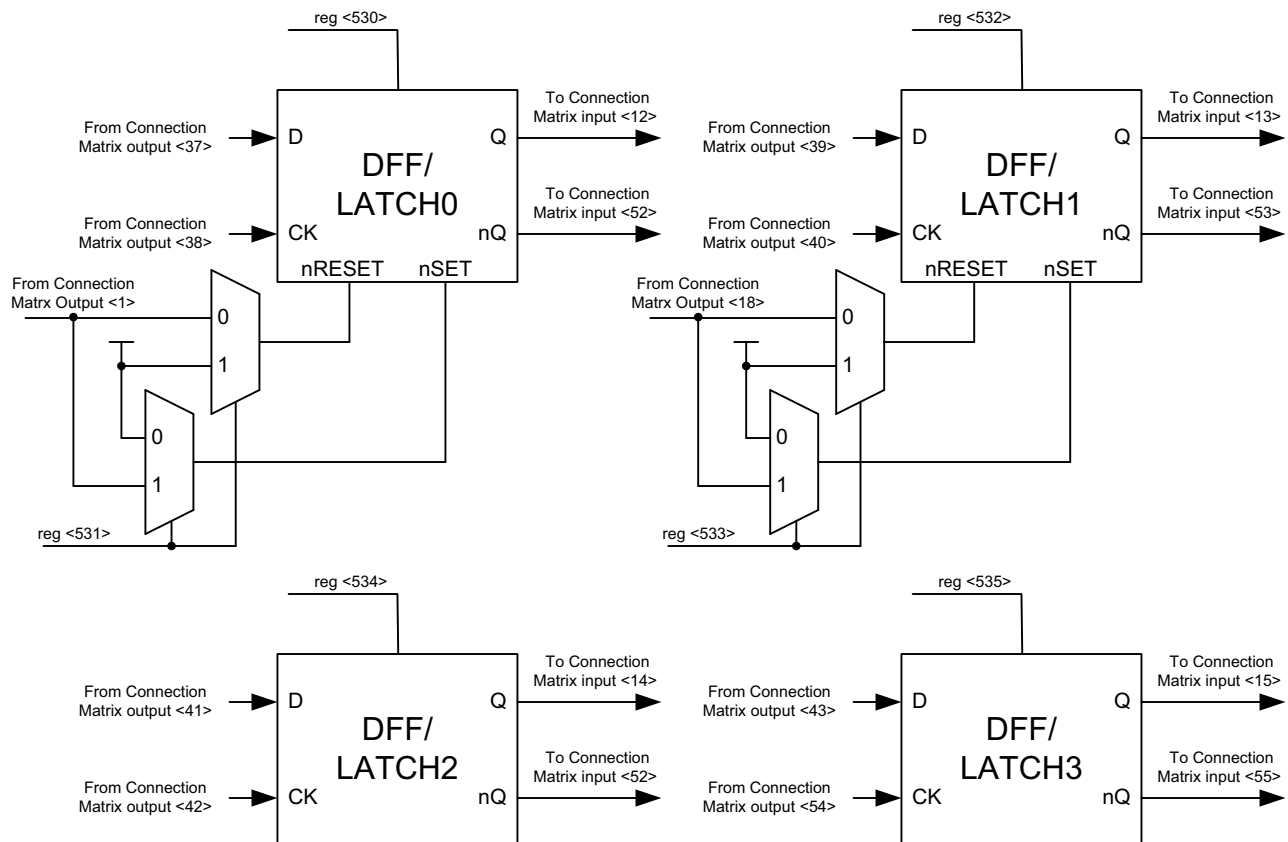 reg <530>
From Connection
Matrix output <37>
D
DFF/
LATCH0
Q
To Connection
Matrix input <12>
From Connection
Matrix output <38>
CK
nQ
To Connection
Matrix input <52>
nRESET
nSET
From Connection
Matrx Output <1>
0
1
0
1
reg <531>
reg <532>
From Connection
Matrix output <39>
D
DFF/
LATCH1
Q
To Connection
Matrix input <13>
From Connection
Matrix output <40>
CK
nQ
To Connection
Matrix input <53>
nRESET
nSET
From Connection
Matrx Output <18>
0
1
0
1
reg <533>
reg <534>
From Connection
Matrix output <41>
D
DFF/
LATCH2
Q
To Connection
Matrix input <14>
From Connection
Matrix output <42>
CK
nQ
To Connection
Matrix input <52>
reg <535>
From Connection
Matrix output <43>
D
DFF/
LATCH3
Q
To Connection
Matrix input <15>
From Connection
Matrix output <54>
CK
nQ
To Connection
Matrix input <55>